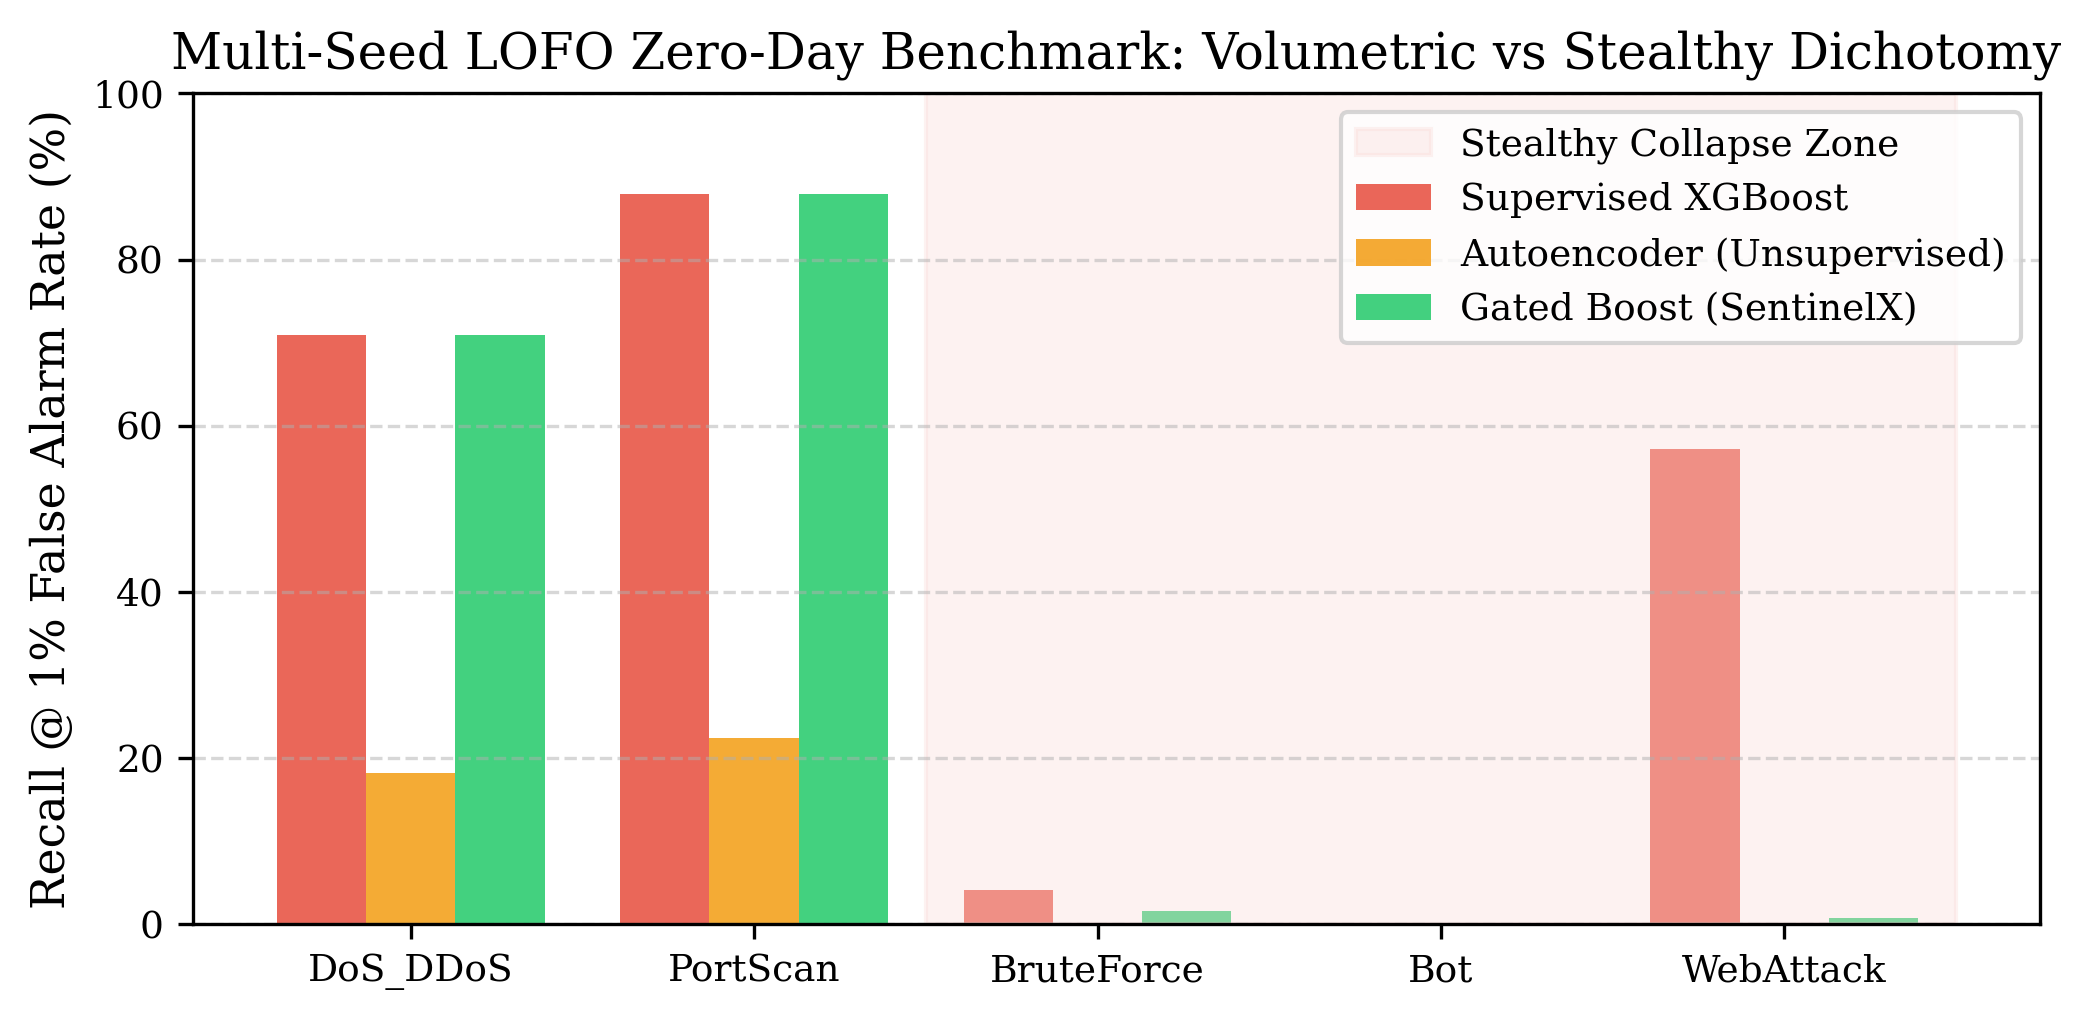 Multi-Seed LOFO Zero-Day Benchmark: Volumetric vs Stealthy Dichotomy
Recall @ 1% False Alarm Rate (%)
100
80
60
40
20
0
Stealthy Collapse Zone
Supervised XGBoost
Autoencoder (Unsupervised)
Gated Boost (SentinelX)
DoS_DDoS
PortScan
BruteForce
Bot
WebAttack